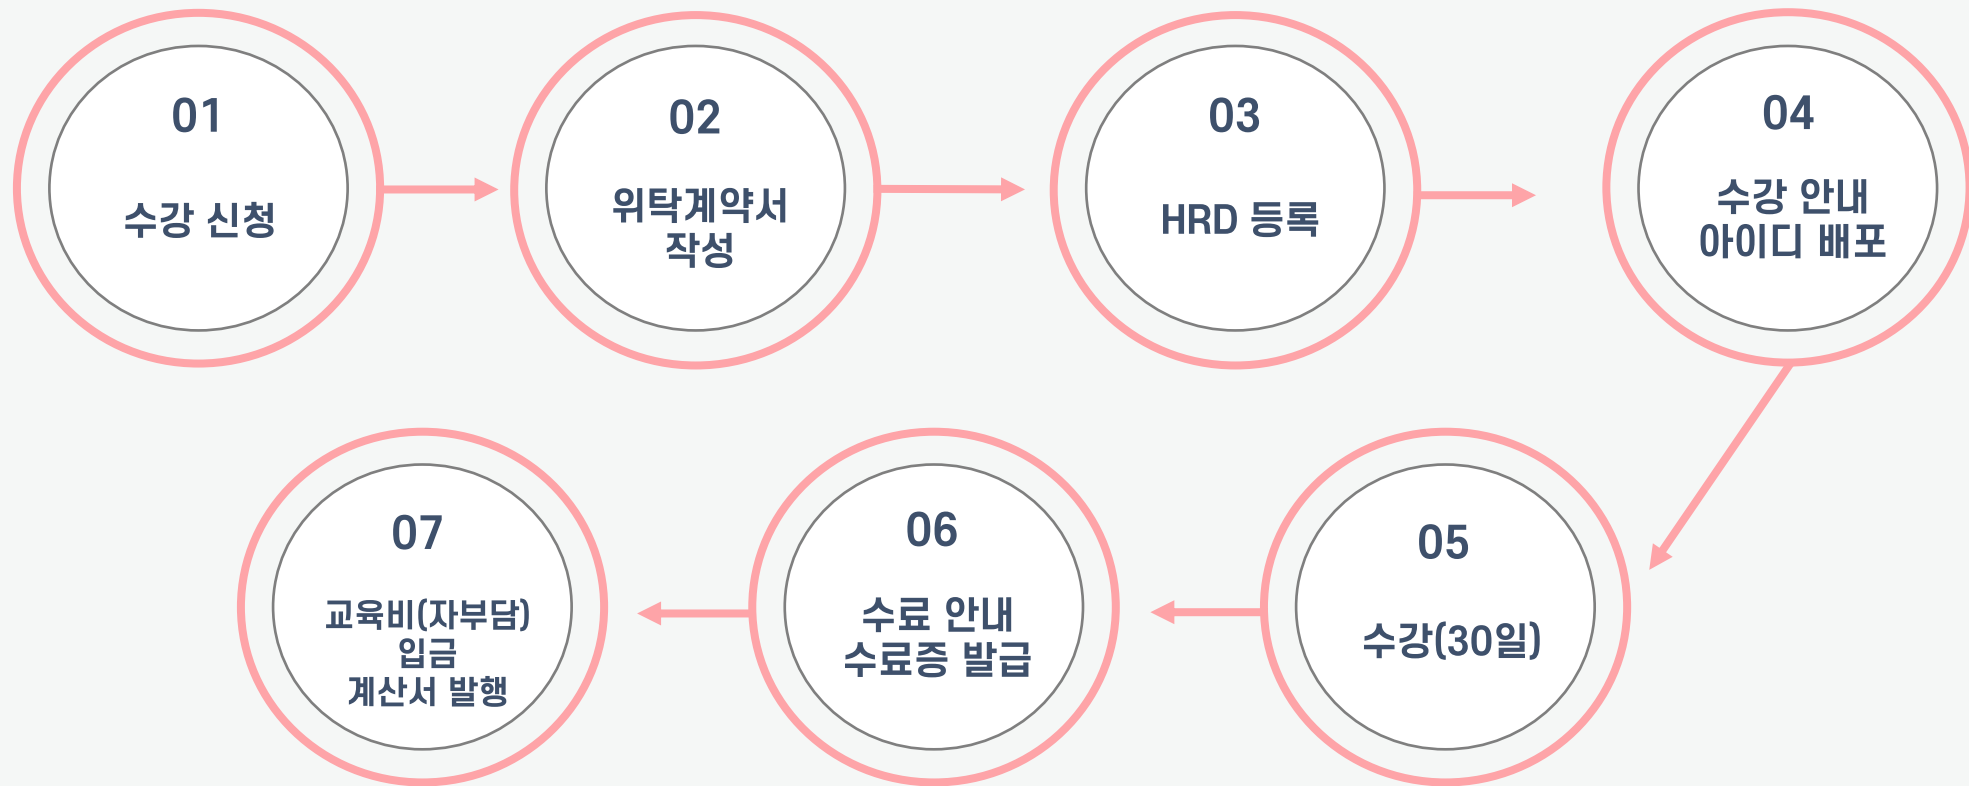 01
수강 신청
02
위탁계약서
작성
03
HRD 등록
04
수강 안내
아이디 배포
05
수강(30일)
06
수료 안내
수료증 발급
07
교육비(자부담)
입금
계산서 발행